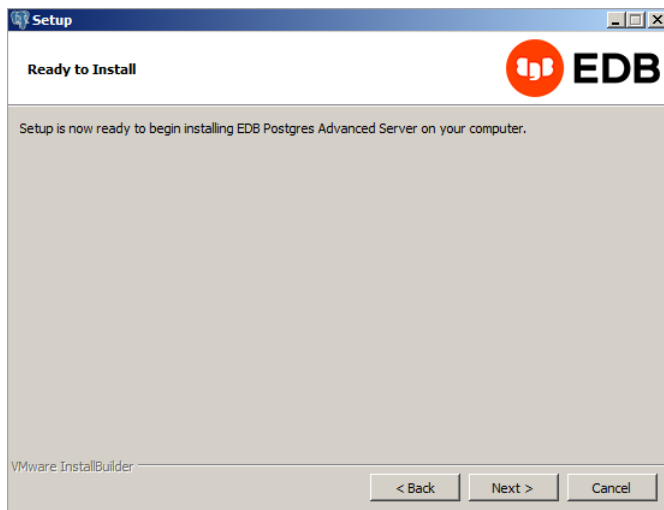 Setup
Ready to Install
EDB
Setup is now ready to begin installing EDB Postgres Advanced Server on your computer.
VMware InstallBuilder
< Back Next > Cancel